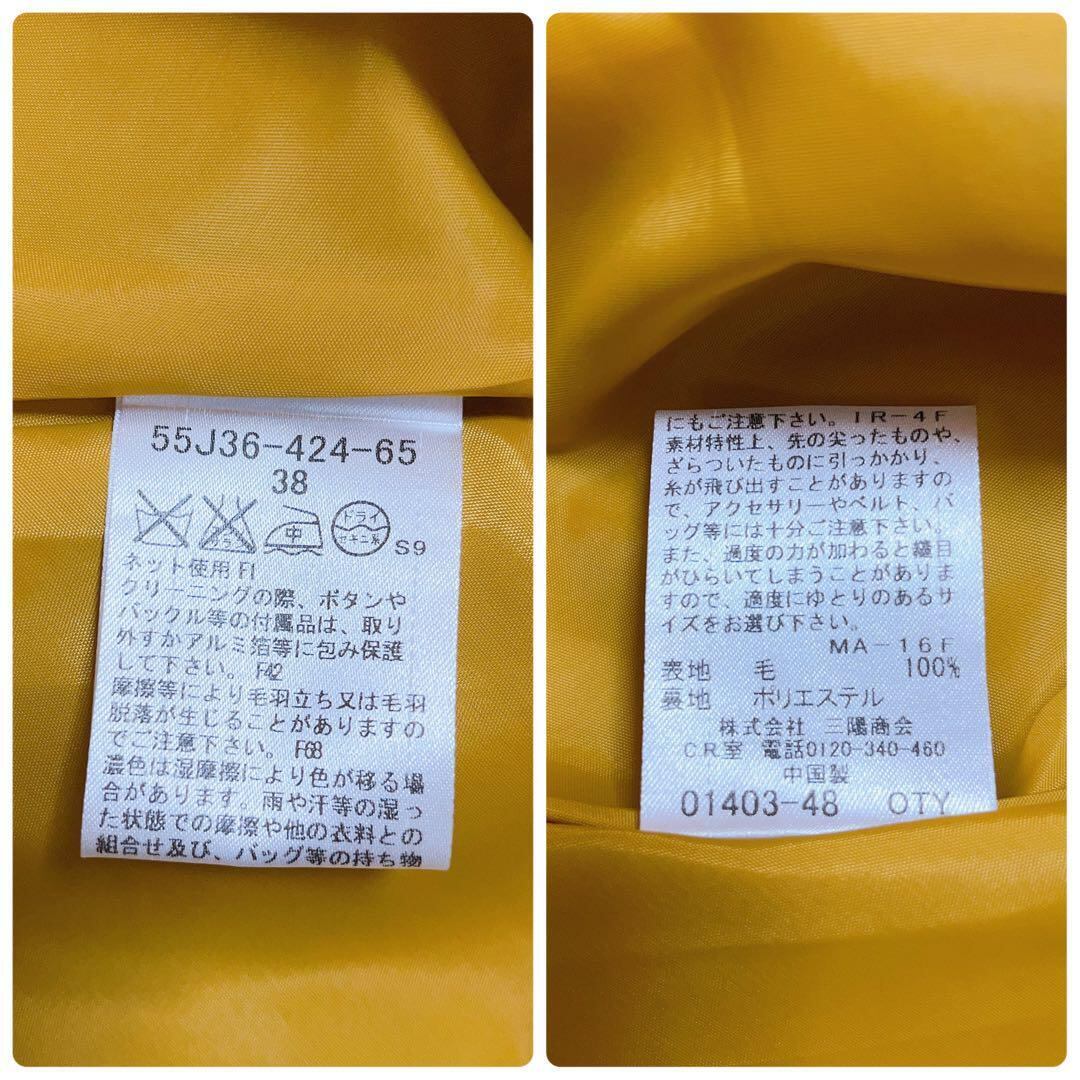 55J36-424-65
38
エンソ
サラシ
中
ドライ
セキユ系
S9
ネット使用 F1
クリーニングの際、ボタンや
バックル等の付属品は、取り
外すかアルミ箔等に包み保護
して下さい。 F42
摩擦等により毛羽立ち又は毛羽
脱落が生じることがありますの
でご注意下さい。 F68
濃色は湿摩擦により色が移る場
合があります。雨や汗等の湿っ
た状態での摩擦や他の衣料との
組合せ及び、バッグ等の持ち物
にもご注意下さい。 IR-4F
素材特性上、先の尖ったものや、
ざらついたものに引っかかり、
糸が飛び出すことがありますの
で、アクセサリーやベルト、バ
ッグ等には十分ご注意下さい。
また、過度の力が加わると縫目
がひらいてしまうことがありま
すので、適度にゆとりのあるサ
イズをお選び下さい。
MA-16F
表地 毛 100%
裏地 ポリエステル
株式会社 三陽商会
CR室 電話0120-340-460
中国製
01403-48 OTY